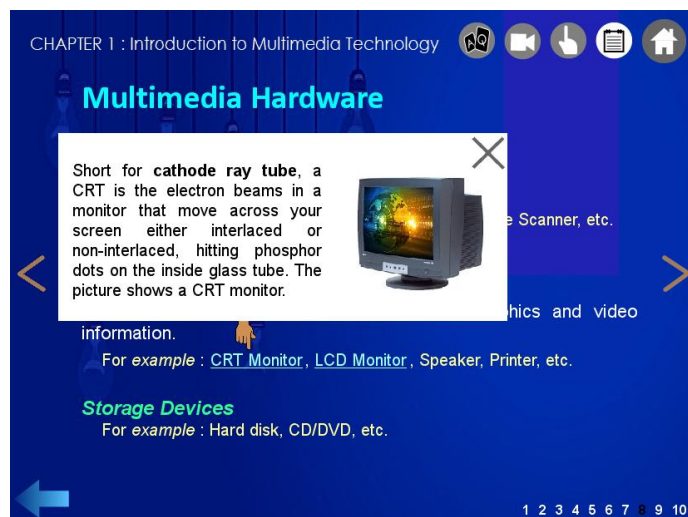 CHAPTER 1 : Introduction to Multimedia Technology
A Q
Multimedia Hardware
Short for cathode ray tube, a
CRT is the electron beams in a
monitor that move across your
screen either interlaced or
non-interlaced, hitting phosphor
dots on the inside glass tube. The
picture shows a CRT monitor.
Scanner, etc.
and video
information.
For example : CRT Monitor, LCD Monitor, Speaker, Printer, etc.
Storage Devices
For example : Hard disk, CD/DVD, etc.
1 2 3 4 5 6 7 8 9 10